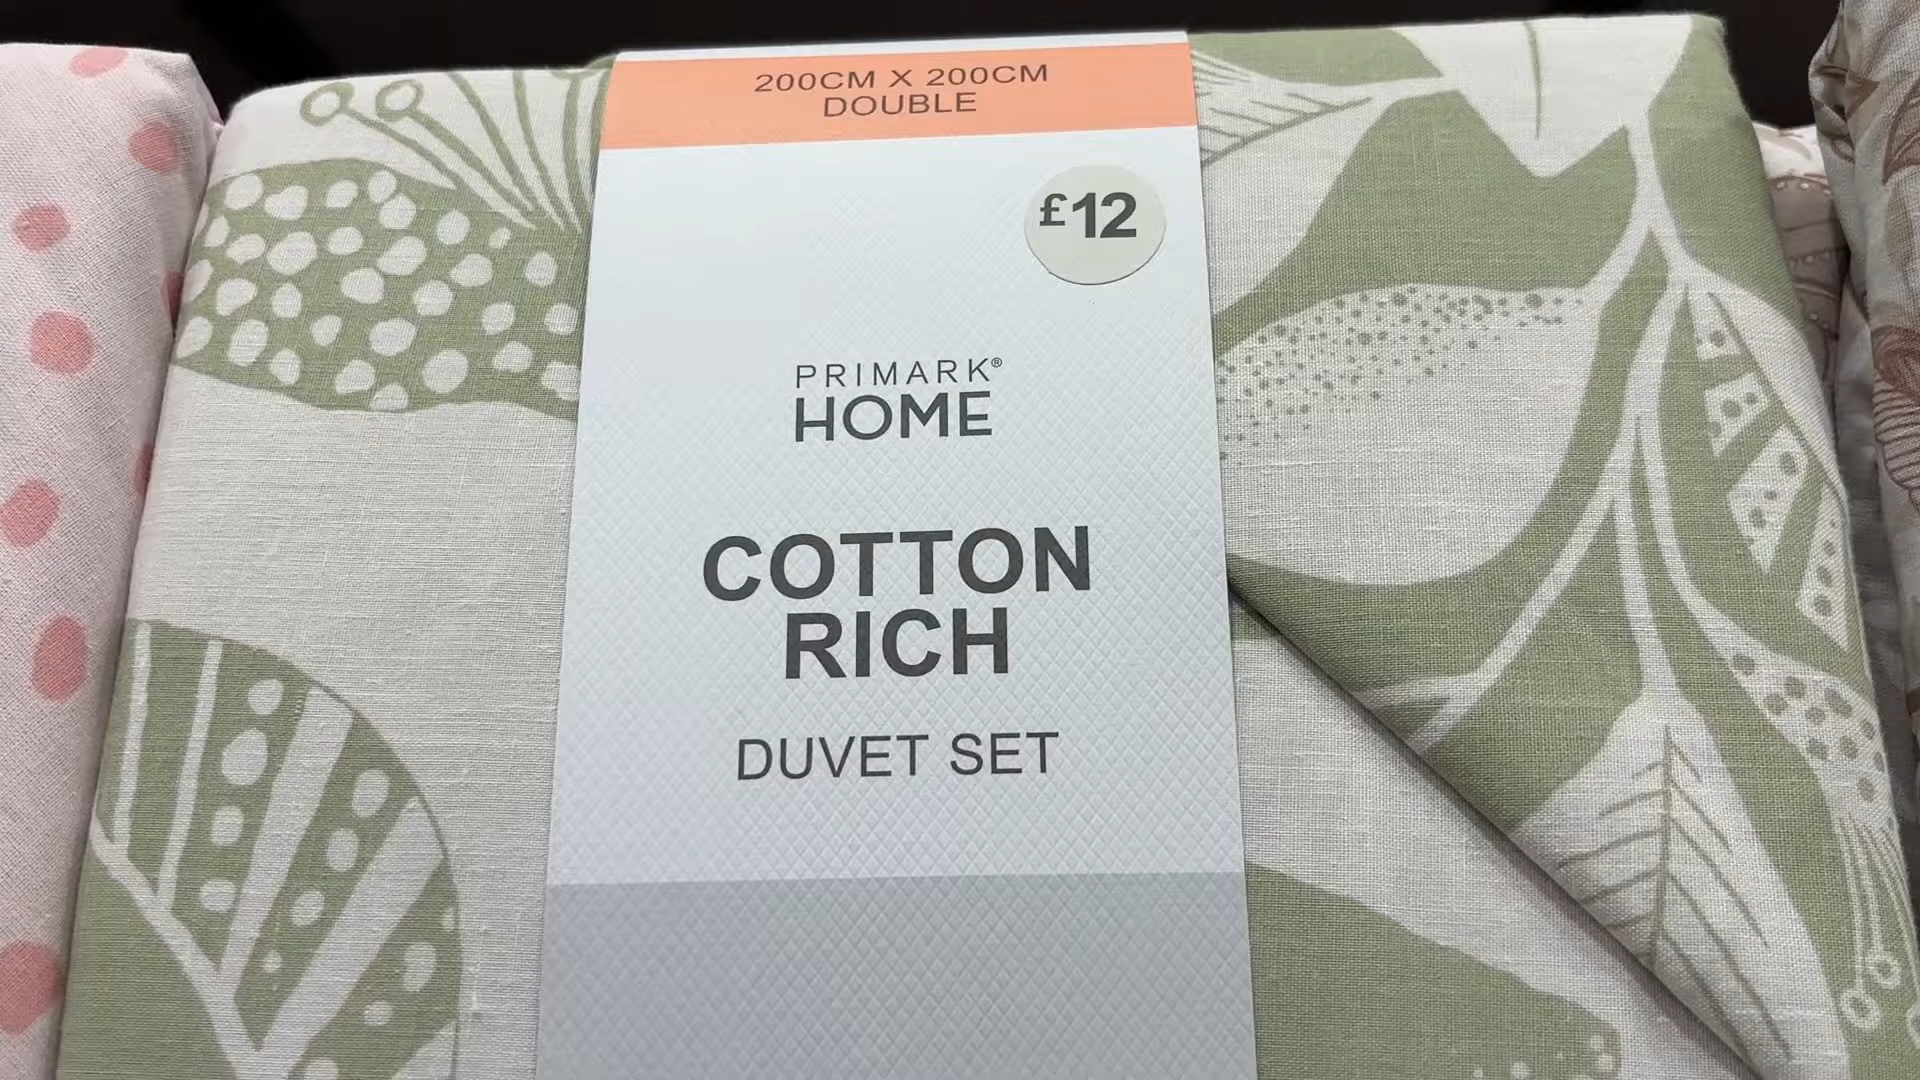 200CM X 200CM
DOUBLE
£12
PRIMARK®
HOME
COTTON
RICH
DUVET SET